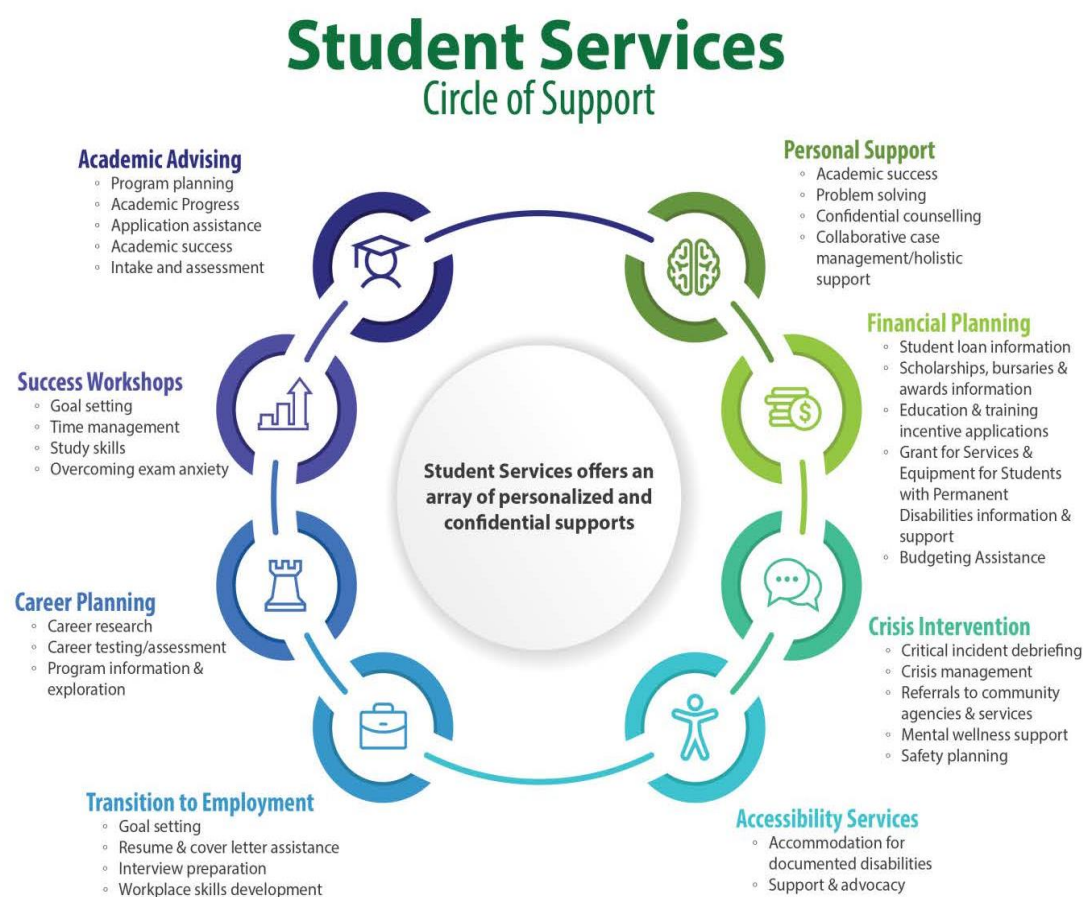 Student Services
Circle of Support
Academic Advising
◦ Program planning
◦ Academic Progress
◦ Application assistance
◦ Academic success
◦ Intake and assessment
Success Workshops
◦ Goal setting
◦ Time management
◦ Study skills
◦ Overcoming exam anxiety
Career Planning
◦ Career research
◦ Career testing/assessment
◦ Program information &
exploration
Transition to Employment
◦ Goal setting
◦ Resume & cover letter assistance
◦ Interview preparation
◦ Workplace skills development
Student Services offers an
array of personalized and
confidential supports
Personal Support
◦ Academic success
◦ Problem solving
◦ Confidential counselling
◦ Collaborative case
management/holistic
support
Financial Planning
◦ Student loan information
◦ Scholarships, bursaries &
awards information
◦ Education & training
incentive applications
◦ Grant for Services &
Equipment for Students
with Permanent
Disabilities information &
support
◦ Budgeting Assistance
Crisis Intervention
◦ Critical incident debriefing
◦ Crisis management
◦ Referrals to community
agencies & services
◦ Mental wellness support
◦ Safety planning
Accessibility Services
◦ Accommodation for
documented disabilities
◦ Support & advocacy
$